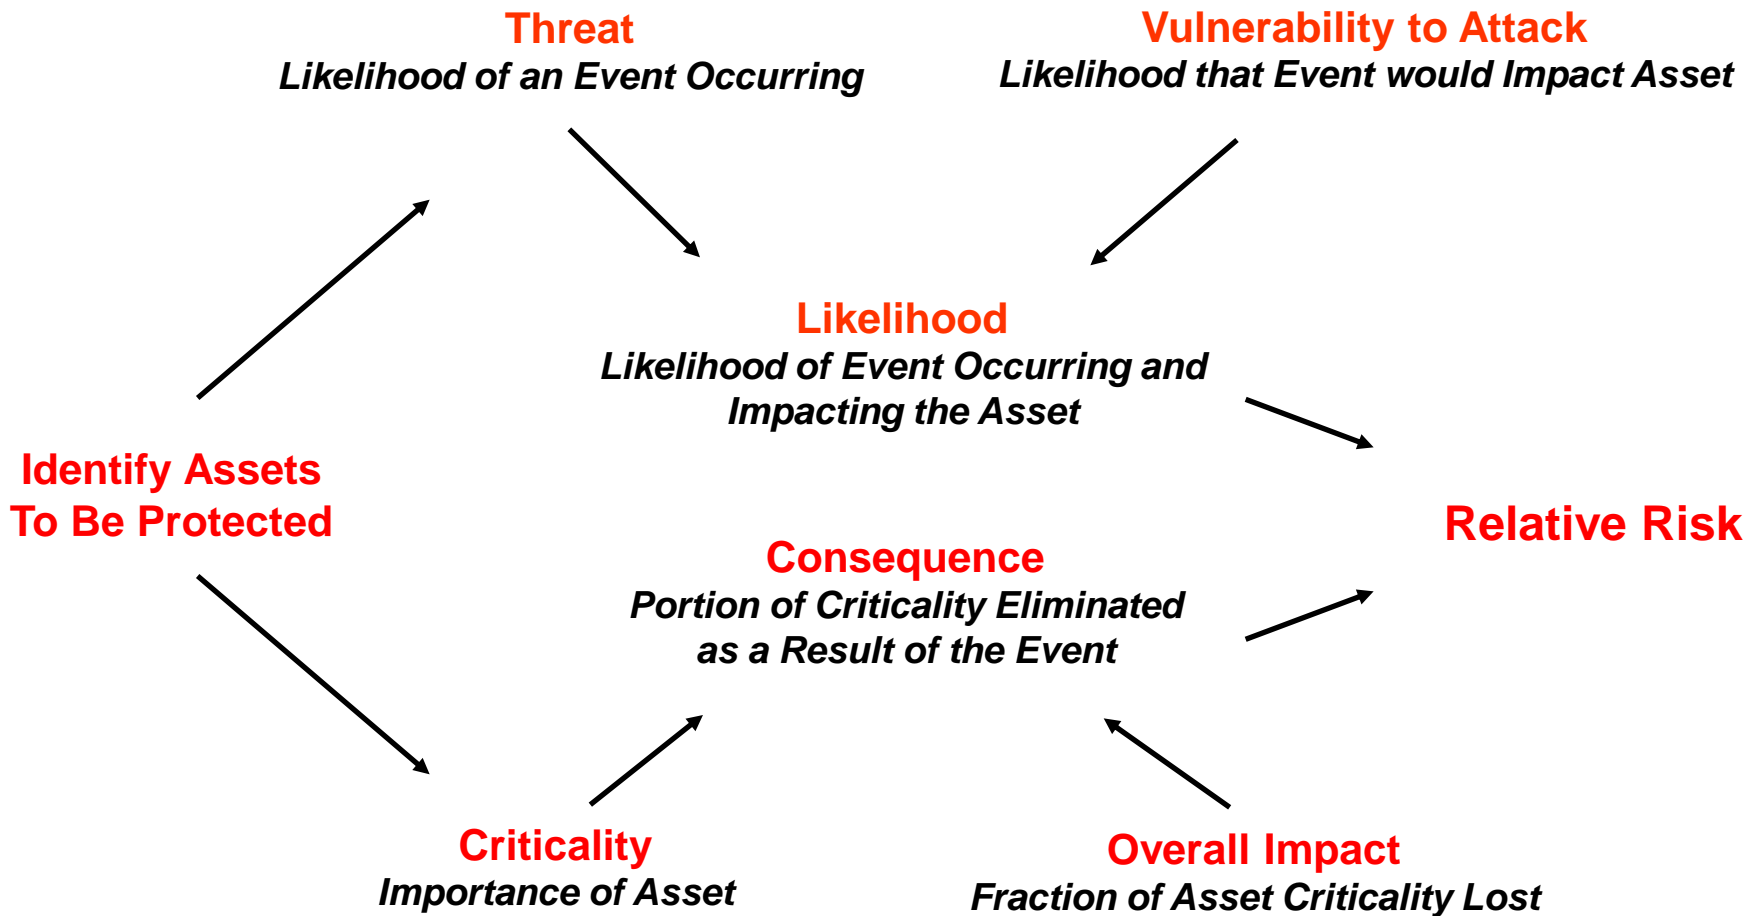 Threat
Likelihood of an Event Occurring
Vulnerability to Attack
Likelihood that Event would Impact Asset
Likelihood
Likelihood of Event Occurring and
Impacting the Asset
Identify Assets
To Be Protected
Relative Risk
Consequence
Portion of Criticality Eliminated
as a Result of the Event
Criticality
Importance of Asset
Overall Impact
Fraction of Asset Criticality Lost